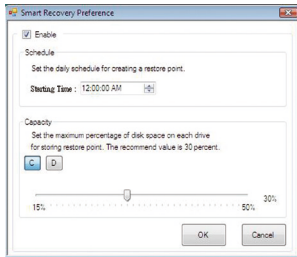 Smart Recovery Preference
Enable
Schedule
Set the daily schedule for creating a restore point.
Starting Time : 12:00:00 AM
Capacity
Set the maximum percentage of disk space on each drive
for storing restore point. The recommend value is 30 percent.
C D
30%
15% 50%
OK Cancel